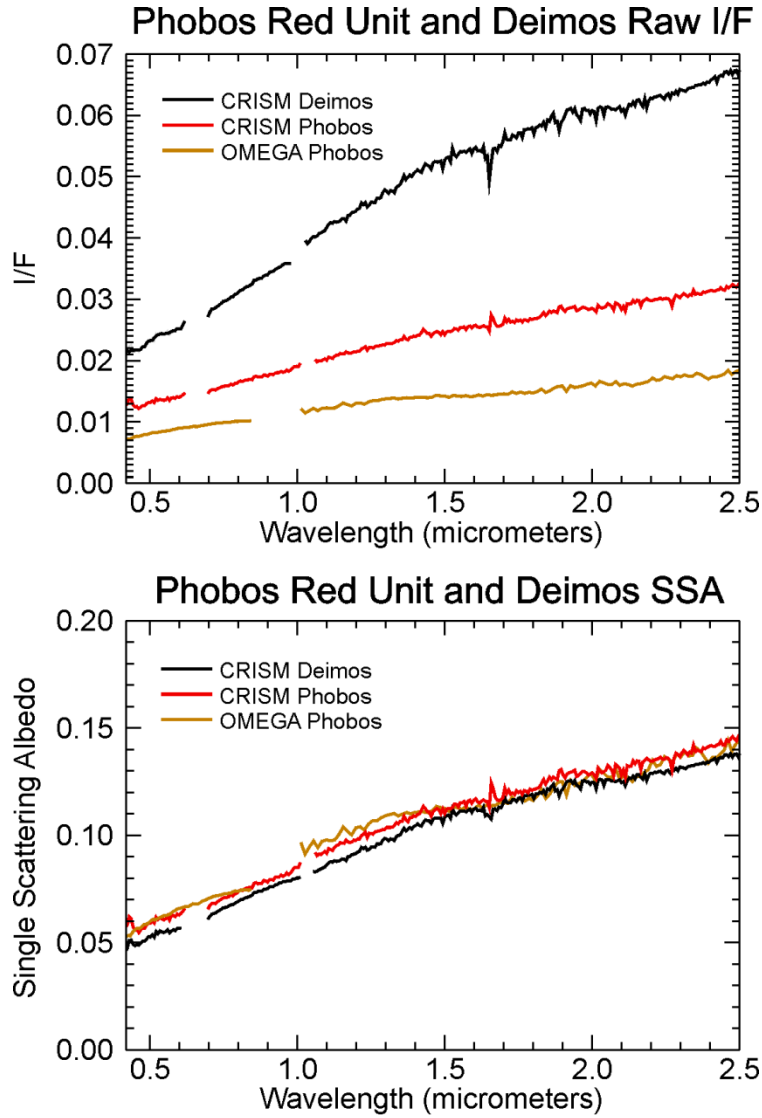 Phobos Red Unit and Deimos Raw I/F
0.07
0.06
0.05
0.04
0.03
0.02
0.01
0.00
I/F
CRISM Deimos
CRISM Phobos
OMEGA Phobos
0.5 1.0 1.5 2.0 2.5
Wavelength (micrometers)
Phobos Red Unit and Deimos SSA
0.20
0.15
0.10
0.05
0.00
Single Scattering Albedo
CRISM Deimos
CRISM Phobos
OMEGA Phobos
0.5 1.0 1.5 2.0 2.5
Wavelength (micrometers)